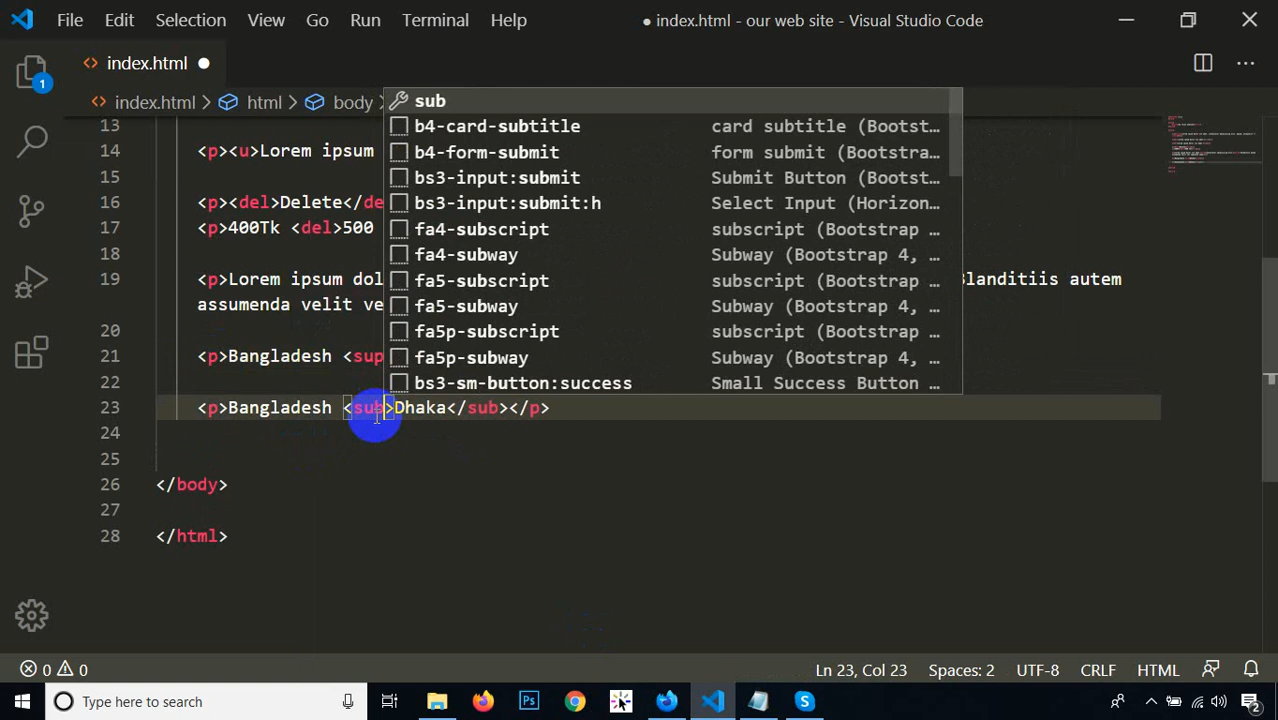 File Edit Selection View Go Run Terminal Help ● index.html - our web site - Visual Studio Code
1 <> index.html ●
<> index.html > html > body >
sub
b4-card-subtitle card subtitle (Bootst…
b4-form-submit form submit (Bootstra…
bs3-input:submit Submit Button (Bootst…
bs3-input:submit:h Select Input (Horizon…
fa4-subscript subscript (Bootstrap …
fa4-subway Subway (Bootstrap 4, …
fa5-subscript subscript (Bootstrap …
fa5-subway Subway (Bootstrap 4, …
fa5p-subscript subscript (Bootstrap …
fa5p-subway Subway (Bootstrap 4, …
bs3-sm-button:success Small Success Button …
13
14 <p><u>Lorem ipsum
15
16 <p><del>Delete</de
17 <p>400Tk <del>500
18
19 <p>Lorem ipsum dol Blanditiis autem
assumenda velit ve
20
21 <p>Bangladesh <sup
22
23 <p>Bangladesh <sub>Dhaka</sub></p>
24
25
26 </body>
27
28 </html>
0 0 Ln 23, Col 23 Spaces: 2 UTF-8 CRLF HTML
Type here to search Ps 2